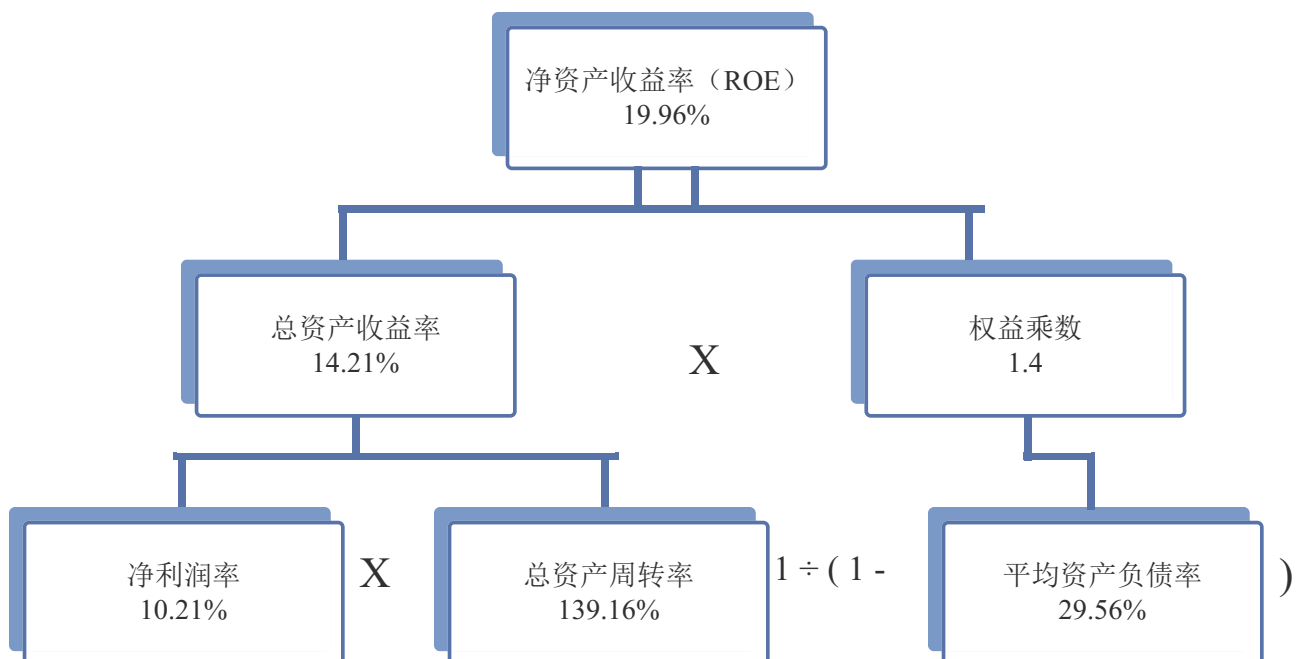 净资产收益率（ROE）
19.96%
总资产收益率
14.21%
X
权益乘数
1.4
净利润率
10.21%
X
总资产周转率
139.16%
1 ÷ ( 1 -
平均资产负债率
29.56%
)